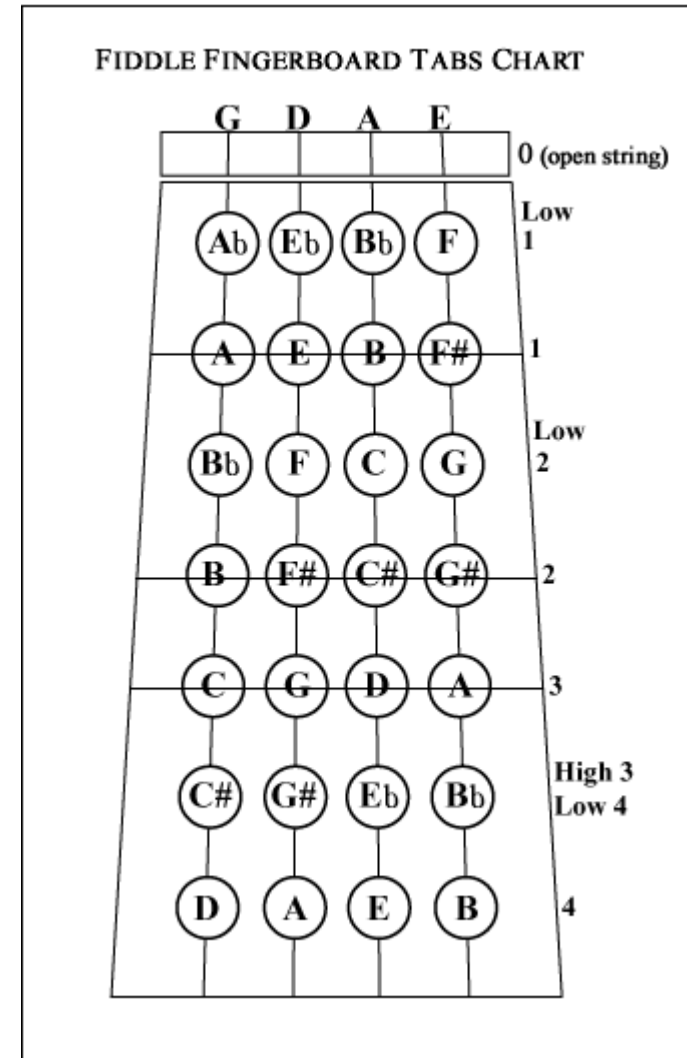 FIDDLE FINGERBOARD TABS CHART
G D A E
0 (open string)
Low
Ab Eb Bb F 1
A E B F# 1
Low
Bb F C G 2
B F# C# G# 2
C G D A 3
High 3
C# G# Eb Bb Low 4
D A E B 4